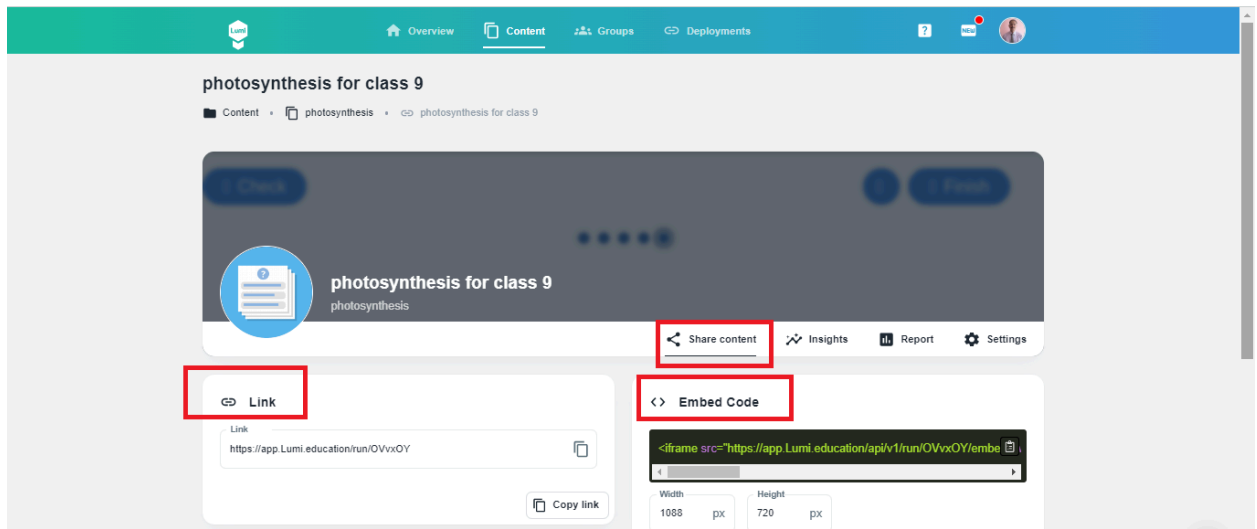 Lumi Overview Content Groups Deployments ? NEW
photosynthesis for class 9
Content • photosynthesis • photosynthesis for class 9
Check Finish
?
photosynthesis for class 9
photosynthesis
Share content Insights Report Settings
Link
Link
https://app.Lumi.education/run/OVvxOY
Copy link
<> Embed Code
<iframe src="https://app.Lumi.education/api/v1/run/OVvxOY/embe
Width Height
1088 px 720 px